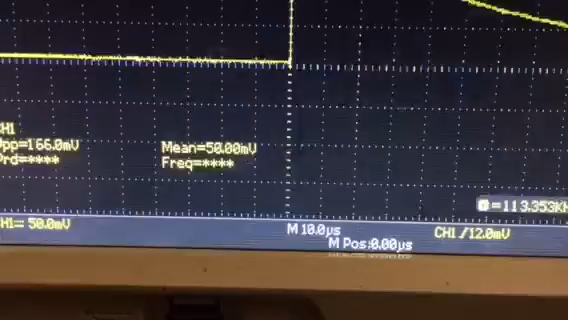 CH1
Vpp=166.0mV
Mean=50.00mV
Prd=****
Freq=****
=113.353K
CH1= 50.0mV
M 10.0µs
CH1 /12.0mV
M Pos:0.00µs